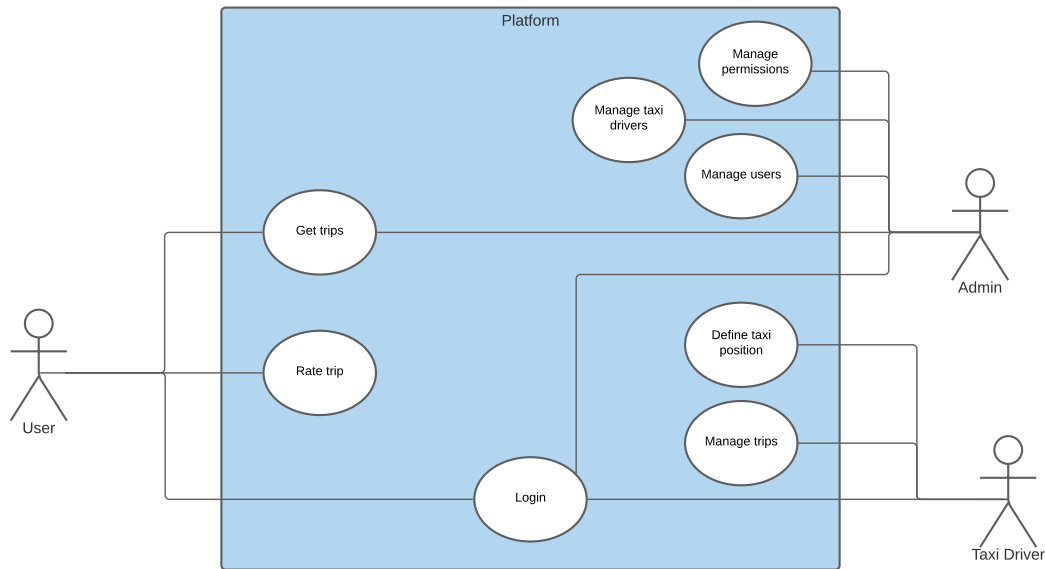 Platform
Manage
permissions
Manage taxi
drivers
Manage users
Get trips
Admin
Define taxi
position
Rate trip
User
Manage trips
Login
Taxi Driver